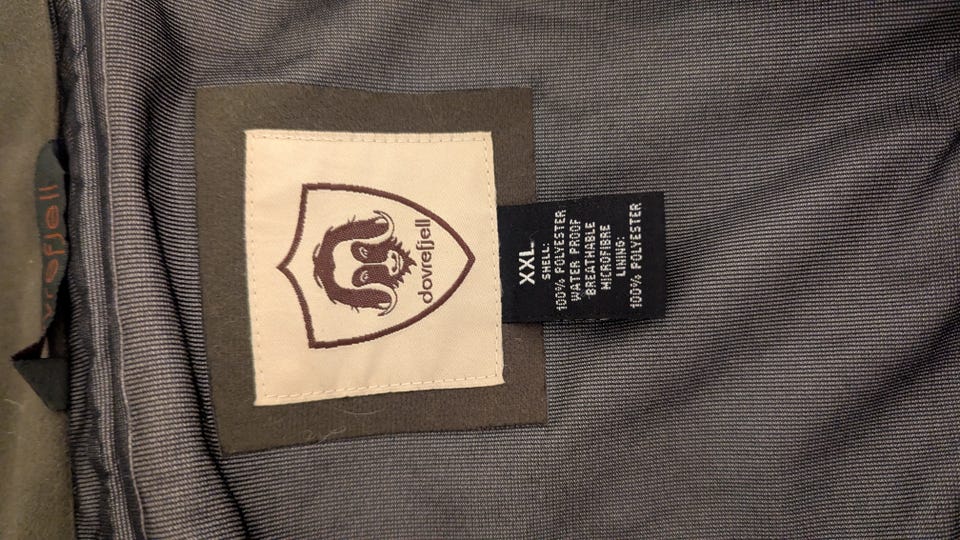 dovrefjell
XXL
SHELL:
100% POLYESTER
WATER PROOF
BREATHABLE
MICROFIBRE
LINING:
100% POLYESTER